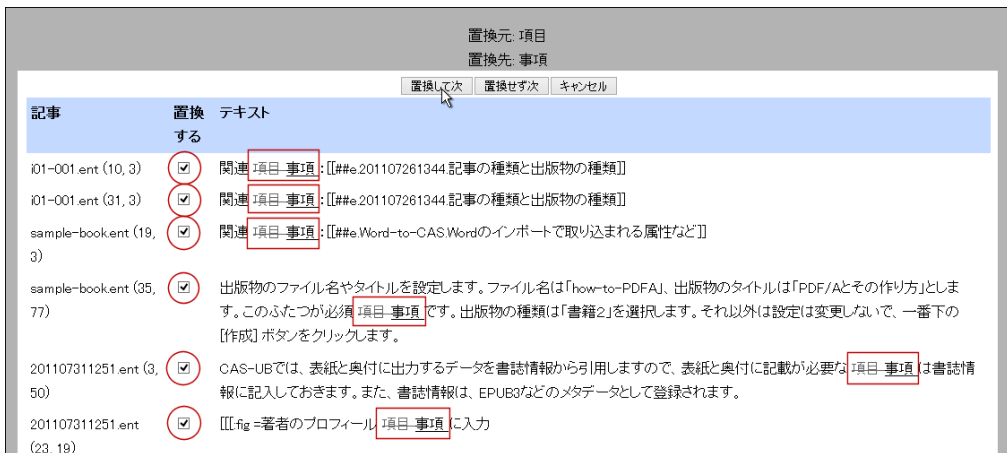 置換元: 項目
置換先: 事項
置換して次 置換せず次 キャンセル
記事 置換する テキスト
i01-001.ent (10, 3) 関連 項目 事項 : [[##e.201107261344.記事の種類と出版物の種類]]
i01-001.ent (31, 3) 関連 項目 事項 : [[##e.201107261344.記事の種類と出版物の種類]]
sample-book.ent (19, 3) 関連 項目 事項 : [[##e.Word-to-CAS.Wordのインポートで取り込まれる属性など]]
sample-book.ent (35, 77) 出版物のファイル名やタイトルを設定します。ファイル名は「how-to-PDFA」、出版物のタイトルは「PDF/Aとその作り方」としま
す。このふたつが必須 項目 事項 です。出版物の種類は「書籍2」を選択します。それ以外は設定は変更しないで、一番下の
[作成] ボタンをクリックします。
201107311251.ent (3, 50) CAS-UBでは、表紙と奥付に出力するデータを書誌情報から引用しますので、表紙と奥付に記載が必要な 項目 事項 は書誌情
報に記入しておきます。また、書誌情報は、EPUB3などのメタデータとして登録されます。
201107311251.ent (23, 19) [[[:fig =著者のプロフィール 項目 事項 に入力